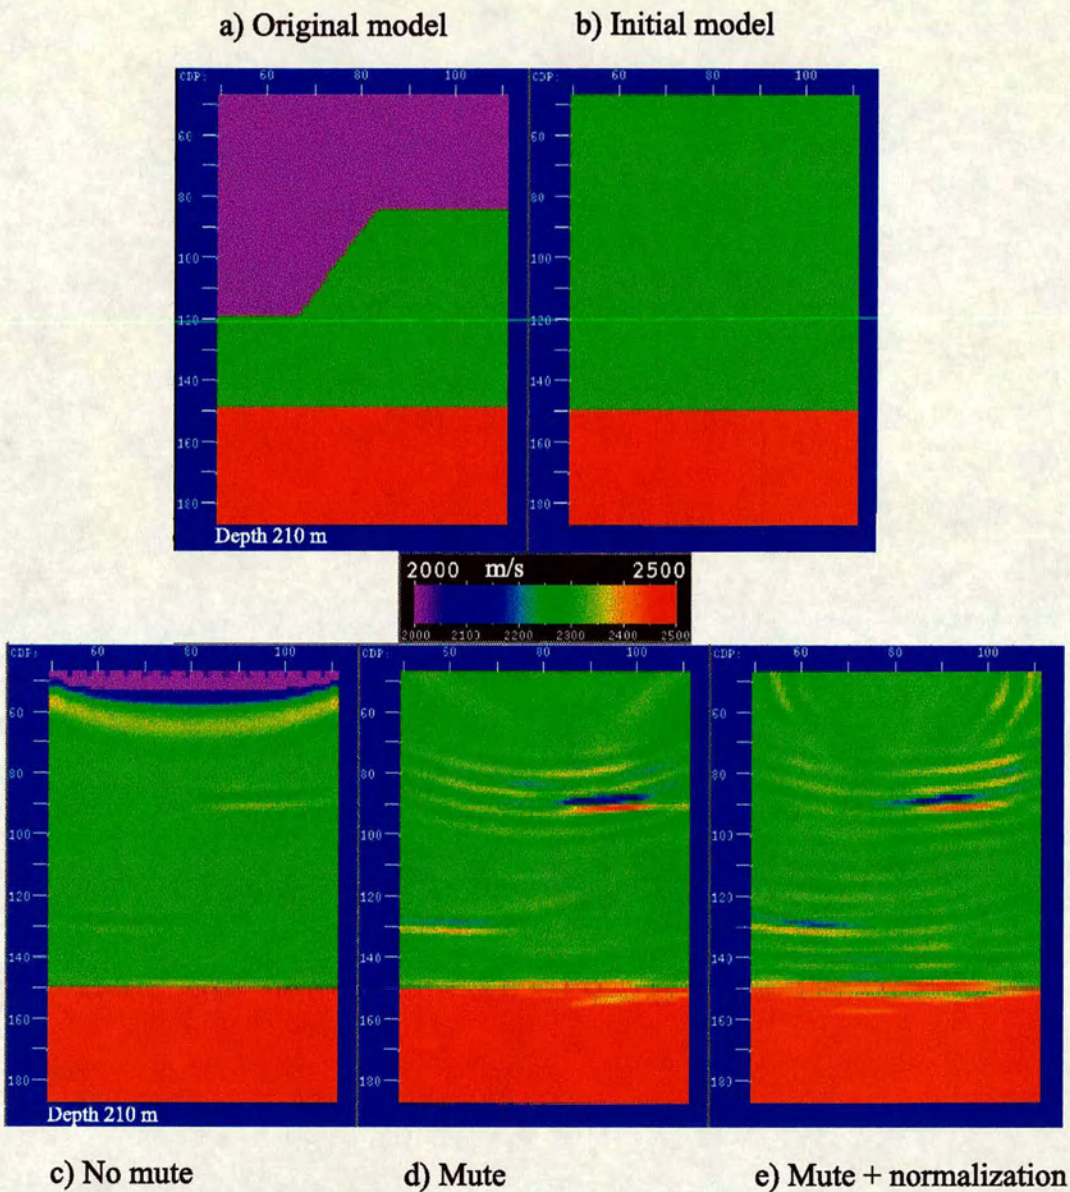 a) Original model
b) Initial model
CDP: 60 80 100
CDP: 60 80 100
60
80
100
120
140
160
180
60
80
100
120
140
160
180
Depth 210 m
2000 m/s 2500
2000 2100 2200 2300 2400 2500
CDP: 60 80 100
CDP: 60 80 100
CDP: 60 80 100
60
80
100
120
140
160
180
60
80
100
120
140
160
180
60
80
100
120
140
160
180
Depth 210 m
c) No mute
d) Mute
e) Mute + normalization